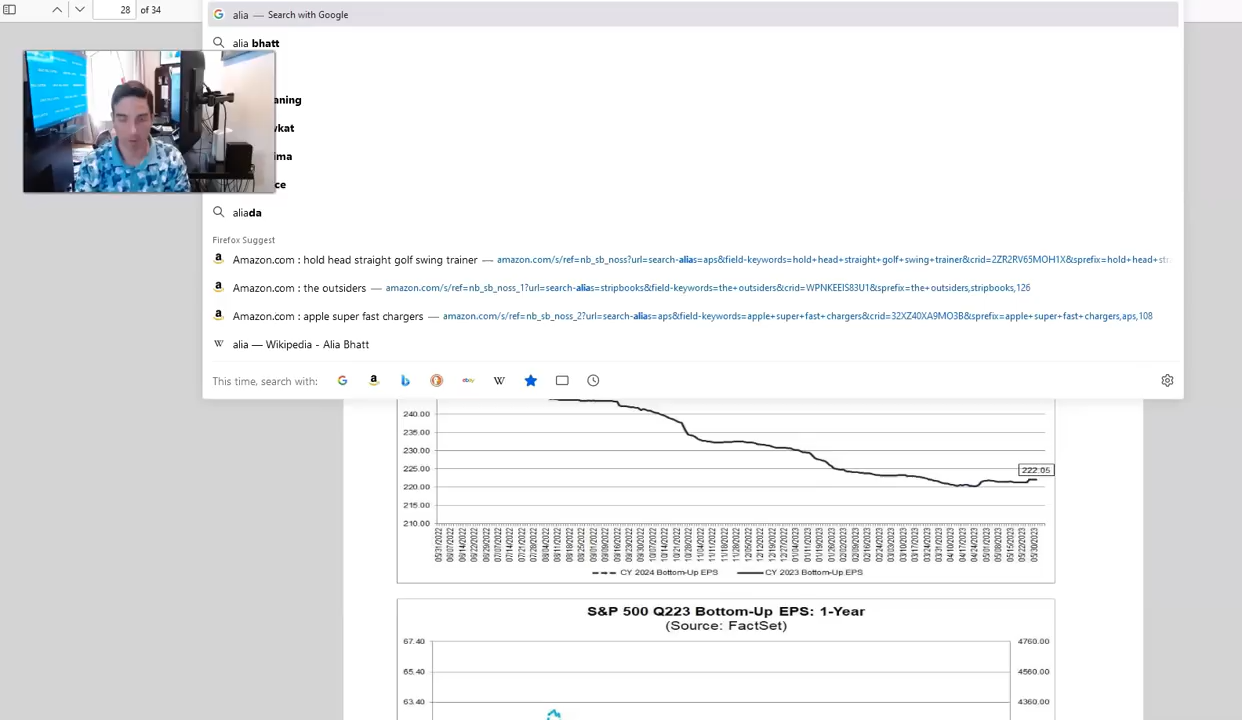 28 of 34
alia — Search with Google
alia bhatt
aning
kat
ma
ce
aliada
Firefox Suggest
Amazon.com : hold head straight golf swing trainer — amazon.com/s/ref=nb_sb_noss?url=search-alias=aps&field-keywords=hold+head+straight+golf+swing+trainer&crid=2ZR2RV65MOH1X&sprefix=hold+head+str
Amazon.com : the outsiders — amazon.com/s/ref=nb_sb_noss_1?url=search-alias=stripbooks&field-keywords=the+outsiders&crid=WPNKEEIS83U1&sprefix=the+outsiders,stripbooks,126
Amazon.com : apple super fast chargers — amazon.com/s/ref=nb_sb_noss_2?url=search-alias=aps&field-keywords=apple+super+fast+chargers&crid=32XZ40XA9MO3B&sprefix=apple+super+fast+chargers,aps,108
alia — Wikipedia - Alia Bhatt
This time, search with:
240.00
235.00
230.00
225.00
222.05
220.00
215.00
210.00
CY 2024 Bottom-Up EPS CY 2023 Bottom-Up EPS
S&P 500 Q223 Bottom-Up EPS: 1-Year
(Source: FactSet)
67.40 4760.00
65.40 4560.00
63.40 4360.00